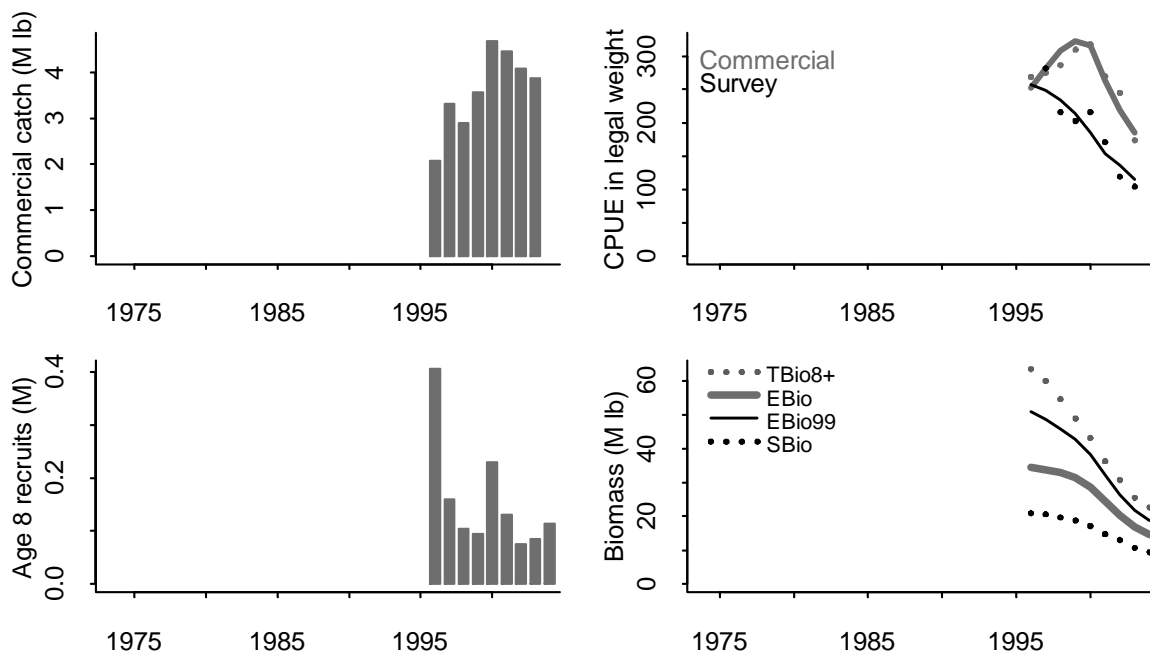 Commercial catch (M lb)
4
3
2
1
0
1975 1985 1995
CPUE in legal weight
300
200
100
0
Commercial
Survey
1975 1985 1995
Age 8 recruits (M)
0.4
0.2
0.0
1975 1985 1995
Biomass (M lb)
60
40
20
0
TBio8+
EBio
EBio99
SBio
1975 1985 1995